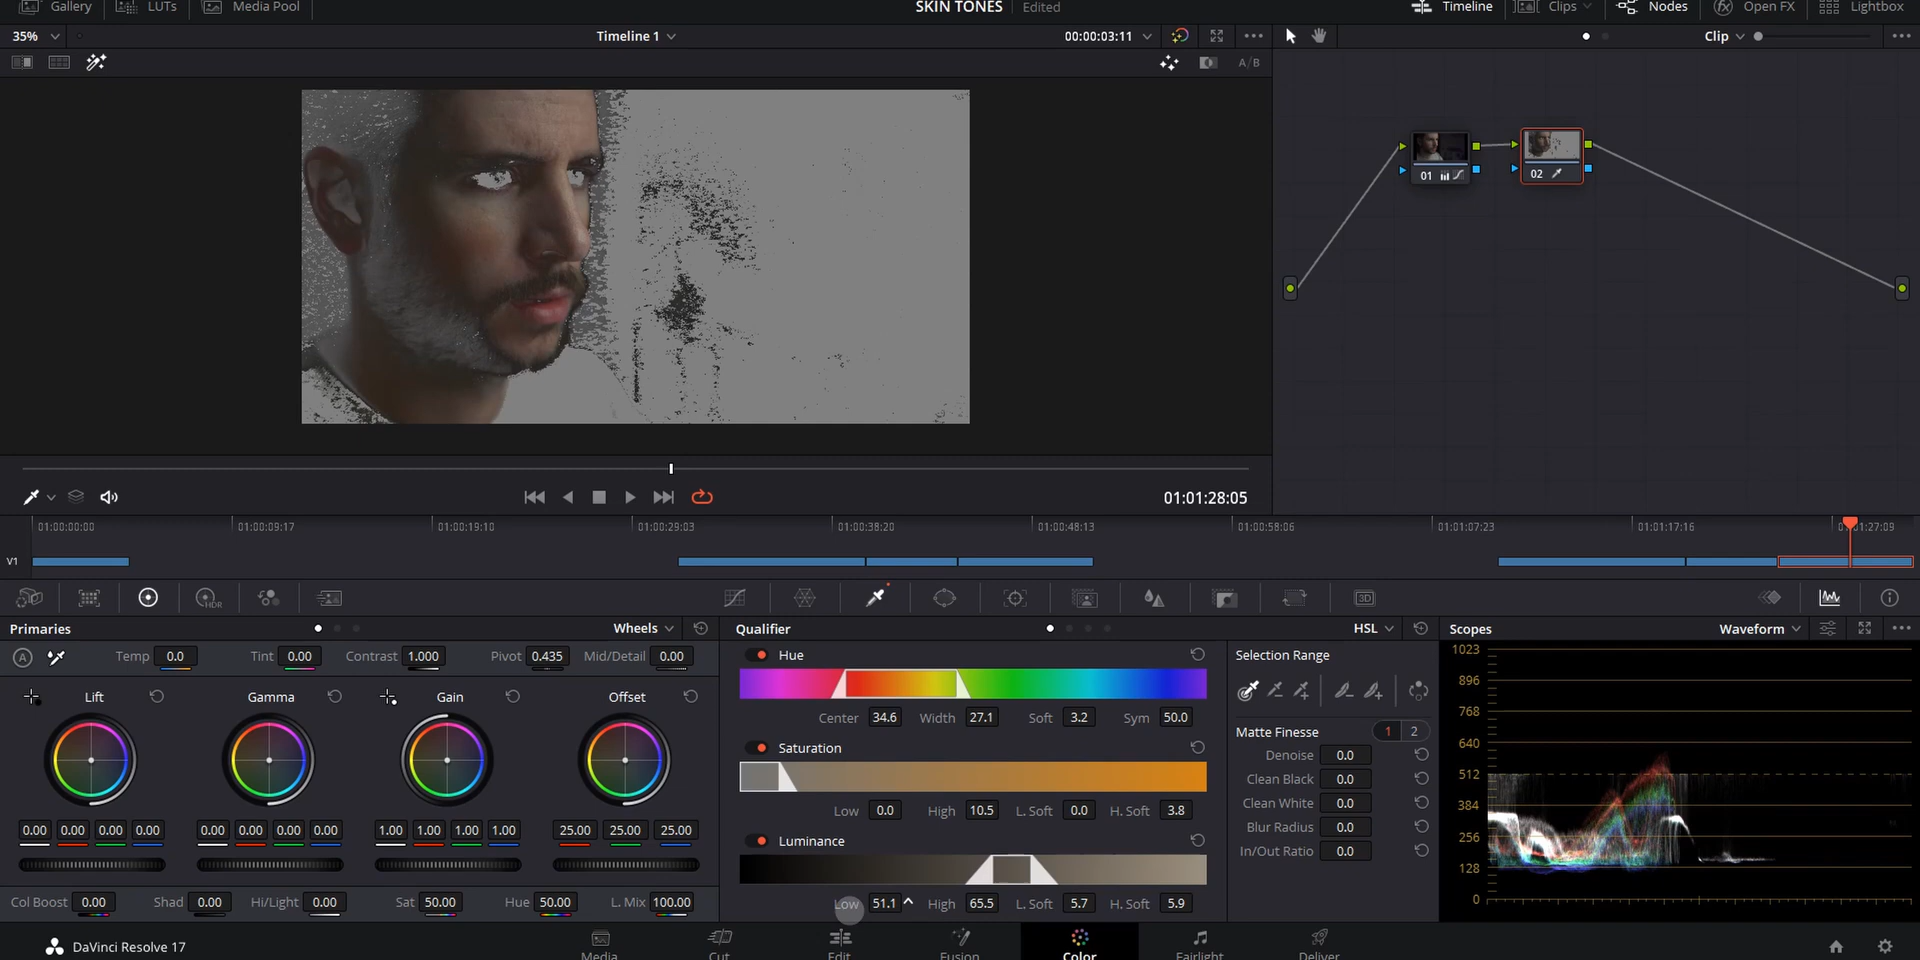 Gallery LUTs Media Pool SKIN TONES Edited Timeline Clips Nodes Open FX Lightbox
35% Timeline 1 00:00:03:11 Clip
A/B
01 02
01:01:28:05
01:00:00:00 01:00:09:17 01:00:19:10 01:00:29:03 01:00:38:20 01:00:48:13 01:00:58:06 01:01:07:23 01:01:17:16 01:01:27:09
V1
HDR 3D
Primaries Wheels Qualifier HSL Scopes Waveform
A Temp 0.0 Tint 0.00 Contrast 1.000 Pivot 0.435 Mid/Detail 0.00
Lift Gamma Gain Offset
0.00 0.00 0.00 0.00 0.00 0.00 0.00 0.00 1.00 1.00 1.00 1.00 25.00 25.00 25.00
Col Boost 0.00 Shad 0.00 Hi/Light 0.00 Sat 50.00 Hue 50.00 L. Mix 100.00
Hue
Center 34.6 Width 27.1 Soft 3.2 Sym 50.0
Saturation
Low 0.0 High 10.5 L. Soft 0.0 H. Soft 3.8
Luminance
Low 51.1 High 65.5 L. Soft 5.7 H. Soft 5.9
Selection Range
Matte Finesse 1 2
Denoise 0.0
Clean Black 0.0
Clean White 0.0
Blur Radius 0.0
In/Out Ratio 0.0
1023
896
768
640
512
384
256
128
0
DaVinci Resolve 17 Media Cut Edit Fusion Color Fairlight Deliver